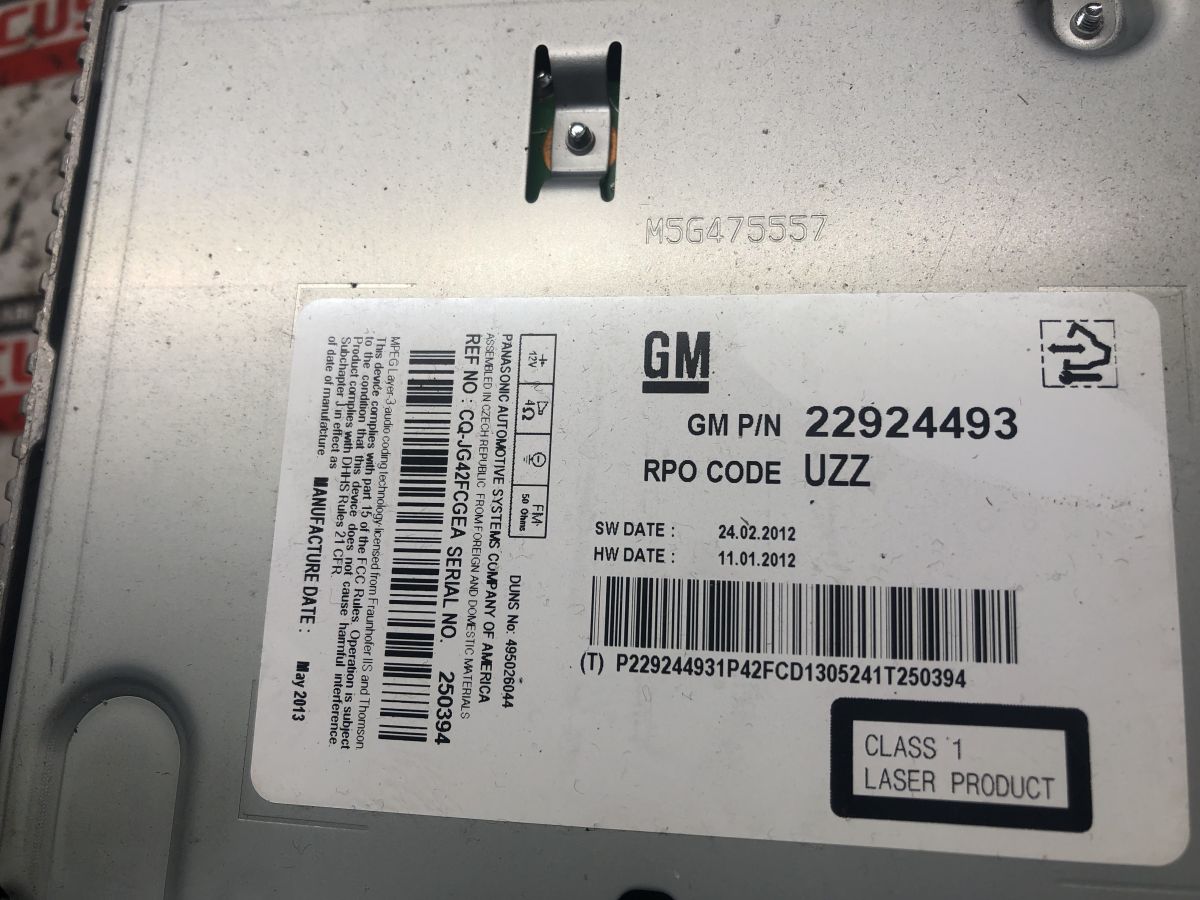 CUS
M5G475557
GM
GM P/N 22924493
RPO CODE UZZ
SW DATE : 24.02.2012
HW DATE : 11.01.2012
(T) P229244931P42FCD1305241T250394
CLASS 1
LASER PRODUCT
+ 12V 4Ω FM 50 Ohms
DUNS No: 495026044
PANASONIC AUTOMOTIVE SYSTEMS COMPANY OF AMERICA
ASSEMBLED IN CZECH REPUBLIC FROM FOREIGN AND DOMESTIC MATERIALS
REF NO : CQ-JG42FCGEA SERIAL NO. 250394
MPEG Layer-3 audio coding technology licensed from Fraunhofer IIS and Thomson
This device complies with part 15 of the FCC Rules. Operation is subject
to the condition that this device does not cause harmful interference.
Product complies with DHHS Rules 21 CFR.
Subchapter J in effect as
of date of manufacture.
MANUFACTURE DATE : May 2013